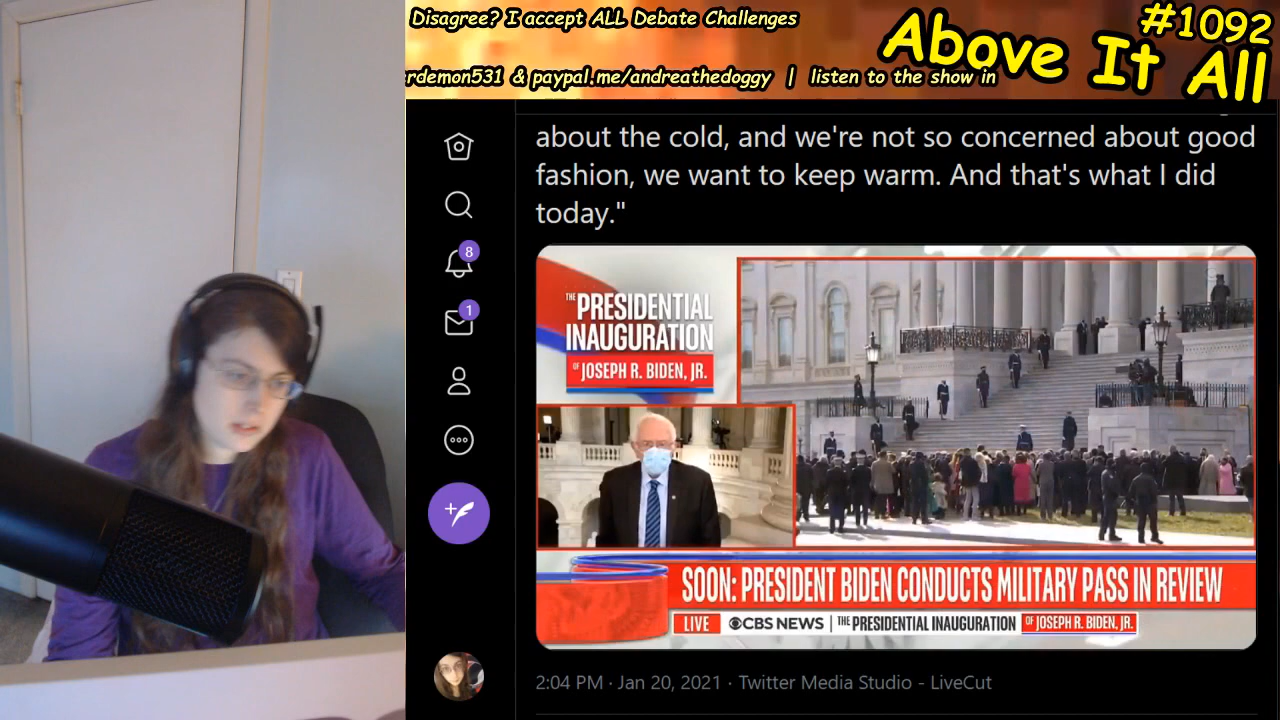 Disagree? I accept ALL Debate Challenges
#1092
Above It All
rdemon531 & paypal.me/andreathedoggy | listen to the show in
about the cold, and we're not so concerned about good
fashion, we want to keep warm. And that's what I did
today."
8
1
THE
PRESIDENTIAL
INAUGURATION
OF JOSEPH R. BIDEN, JR.
SOON: PRESIDENT BIDEN CONDUCTS MILITARY PASS IN REVIEW
LIVE CBS NEWS | THE PRESIDENTIAL INAUGURATION OF JOSEPH R. BIDEN, JR.
2:04 PM · Jan 20, 2021 · Twitter Media Studio - LiveCut